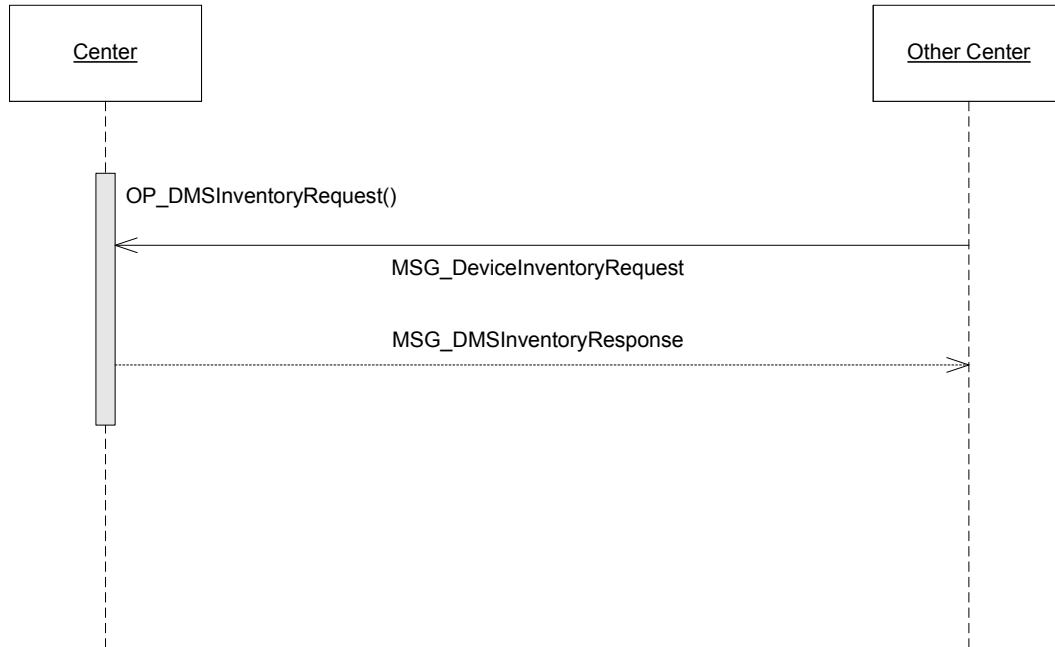 Center
Other Center
OP_DMSInventoryRequest()
MSG_DeviceInventoryRequest
MSG_DMSInventoryResponse